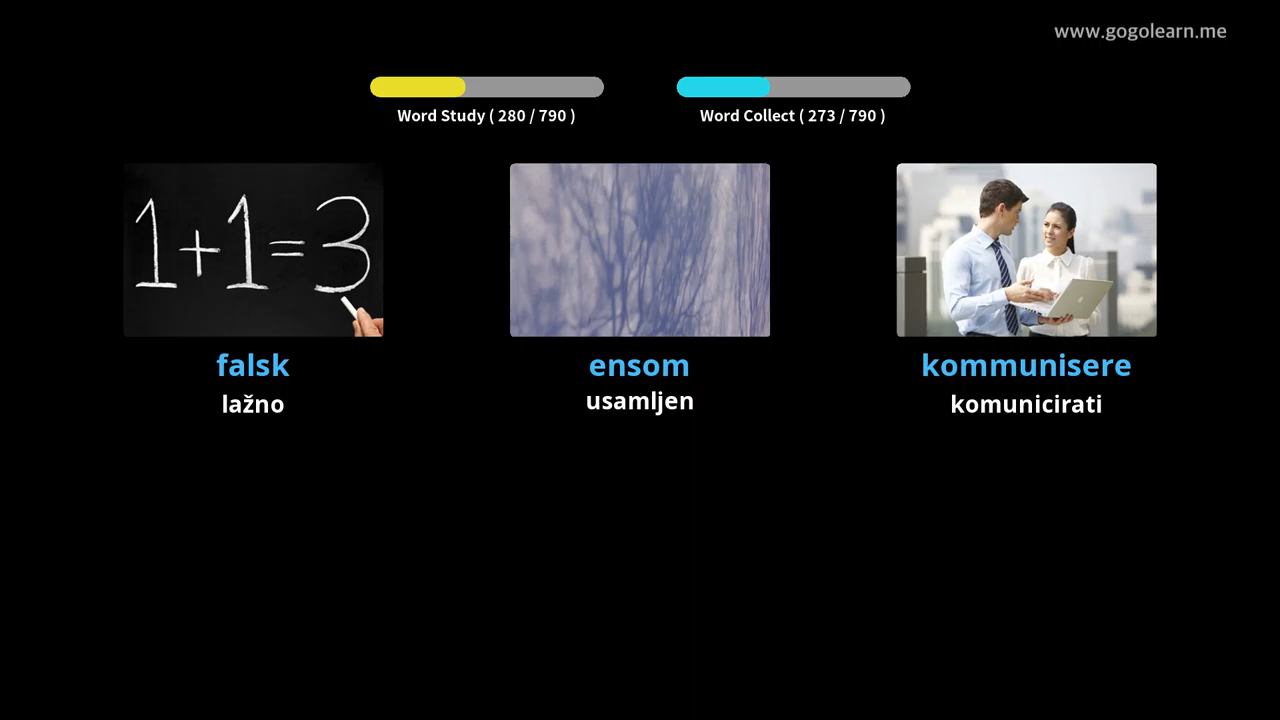 www.gogolearn.me
Word Study ( 280 / 790 )
Word Collect ( 273 / 790 )
1+1=3
falsk
ensom
kommunisere
lažno
usamljen
komunicirati